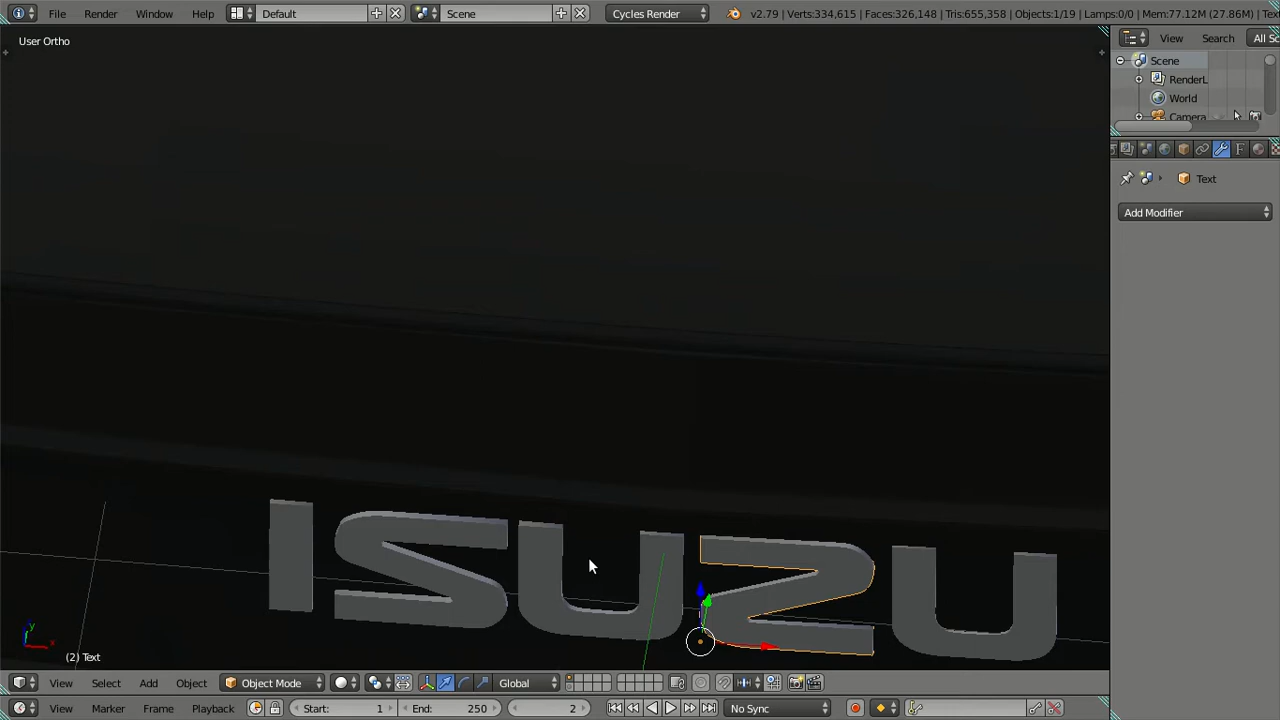 File Render Window Help Default Scene Cycles Render v2.79 | Verts:334,615 | Faces:326,148 | Tris:655,358 | Objects:1/19 | Lamps:0/0 | Mem:77.12M (27.86M) | Tex
User Ortho
View Search All Sc
Scene
RenderL
World
Camera
Text
Add Modifier
ISUZU
y
x
(2) Text
View Select Add Object Object Mode Global
View Marker Frame Playback Start: 1 End: 250 2 No Sync